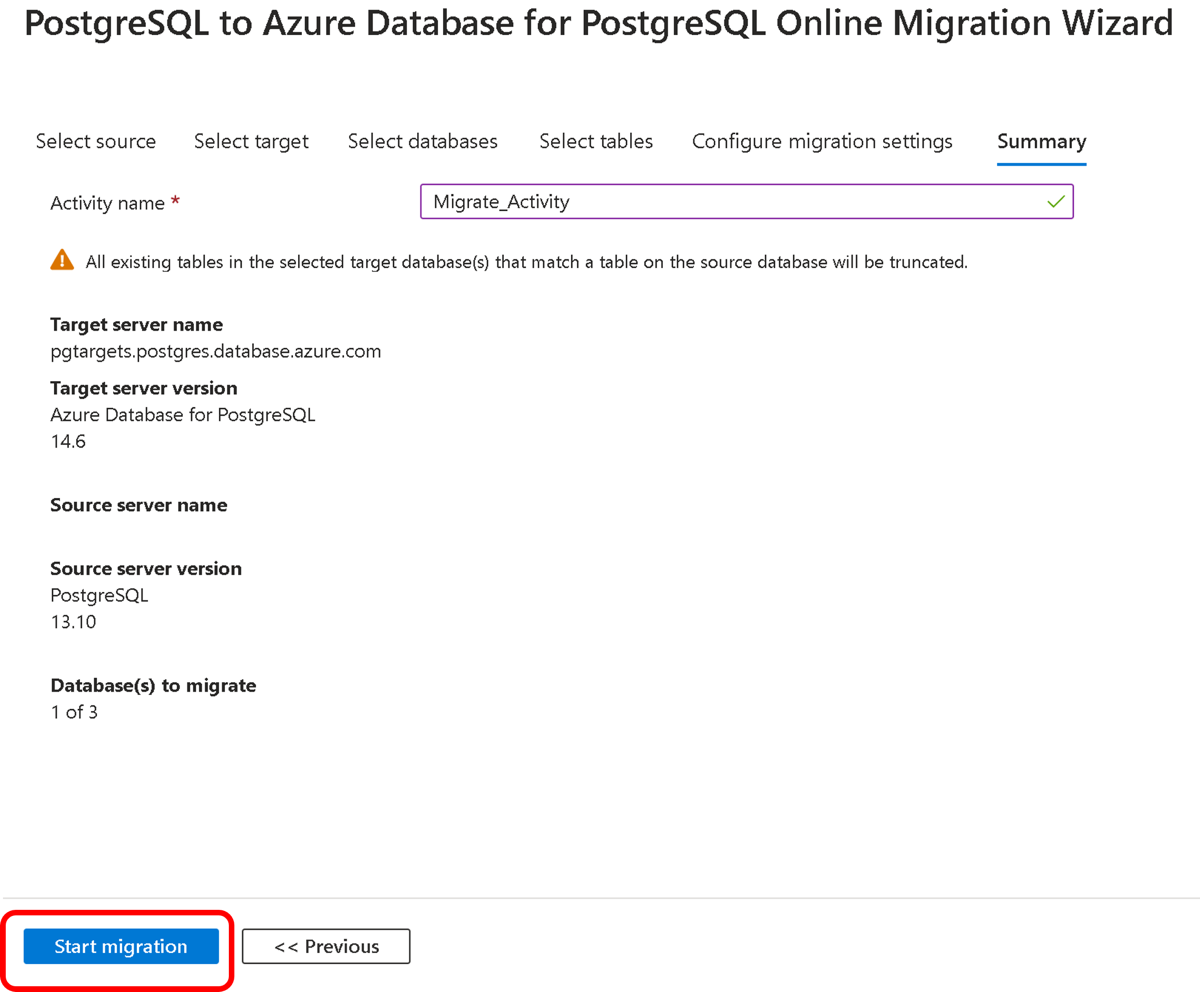 PostgreSQL to Azure Database for PostgreSQL Online Migration Wizard
Select source Select target Select databases Select tables Configure migration settings Summary
Activity name * Migrate_Activity
All existing tables in the selected target database(s) that match a table on the source database will be truncated.
Target server name
pgtargets.postgres.database.azure.com
Target server version
Azure Database for PostgreSQL
14.6
Source server name
Source server version
PostgreSQL
13.10
Database(s) to migrate
1 of 3
Start migration << Previous